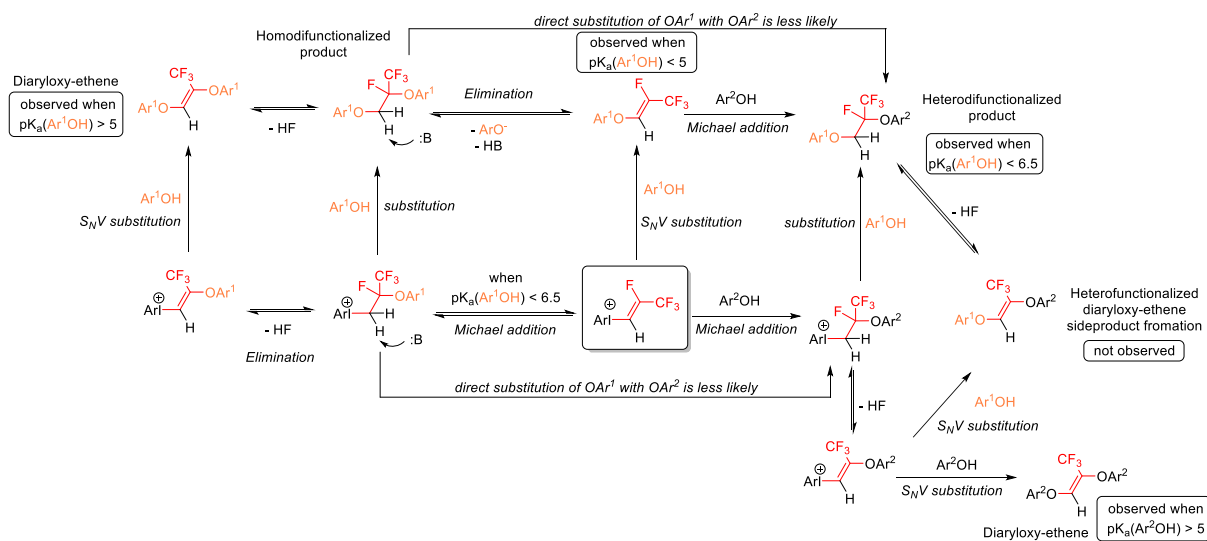 direct substitution of OAr¹ with OAr² is less likely
Homodifunctionalized
product
observed when
pKₐ(Ar¹OH) < 5
Diaryloxy-ethene
observed when
pKₐ(Ar¹OH) > 5
CF₃
Ar¹O
OAr¹
H
- HF
CF₃
F
OAr¹
Ar¹O
H
H
:B
Elimination
- ArO⁻
- HB
F
CF₃
Ar¹O
H
Ar²OH
Michael addition
F
CF₃
OAr²
Ar¹O
H
H
Heterodifunctionalized
product
observed when
pKₐ(Ar¹OH) < 6.5
Ar¹OH
SNV substitution
Ar¹OH
substitution
Ar¹OH
SNV substitution
substitution
Ar¹OH
- HF
CF₃
⊕
ArI
OAr¹
H
- HF
Elimination
CF₃
F
OAr¹
⊕
ArI
H
H
:B
when
pKₐ(Ar¹OH) < 6.5
Michael addition
F
⊕
CF₃
ArI
H
Ar²OH
Michael addition
CF₃
F
OAr²
⊕
ArI
H
H
CF₃
OAr²
Ar¹O
H
Heterofunctionalized
diaryloxy-ethene
sideproduct fromation
not observed
direct substitution of OAr¹ with OAr² is less likely
- HF
Ar¹OH
SNV substitution
CF₃
⊕
OAr²
ArI
H
Ar²OH
SNV substitution
CF₃
OAr²
Ar²O
H
Diaryloxy-ethene
observed when
pKₐ(Ar²OH) > 5